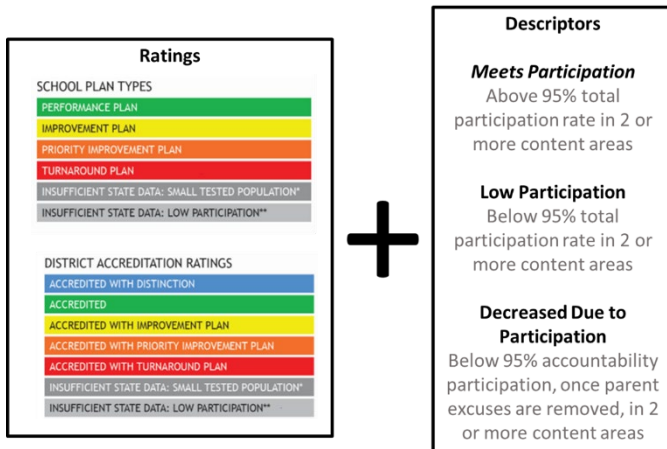 Ratings
SCHOOL PLAN TYPES
PERFORMANCE PLAN
IMPROVEMENT PLAN
PRIORITY IMPROVEMENT PLAN
TURNAROUND PLAN
INSUFFICIENT STATE DATA: SMALL TESTED POPULATION*
INSUFFICIENT STATE DATA: LOW PARTICIPATION**
DISTRICT ACCREDITATION RATINGS
ACCREDITED WITH DISTINCTION
ACCREDITED
ACCREDITED WITH IMPROVEMENT PLAN
ACCREDITED WITH PRIORITY IMPROVEMENT PLAN
ACCREDITED WITH TURNAROUND PLAN
INSUFFICIENT STATE DATA: SMALL TESTED POPULATION*
INSUFFICIENT STATE DATA: LOW PARTICIPATION**
+
Descriptors
Meets Participation
Above 95% total
participation rate in 2 or
more content areas
Low Participation
Below 95% total
participation rate in 2 or
more content areas
Decreased Due to
Participation
Below 95% accountability
participation, once parent
excuses are removed, in 2
or more content areas